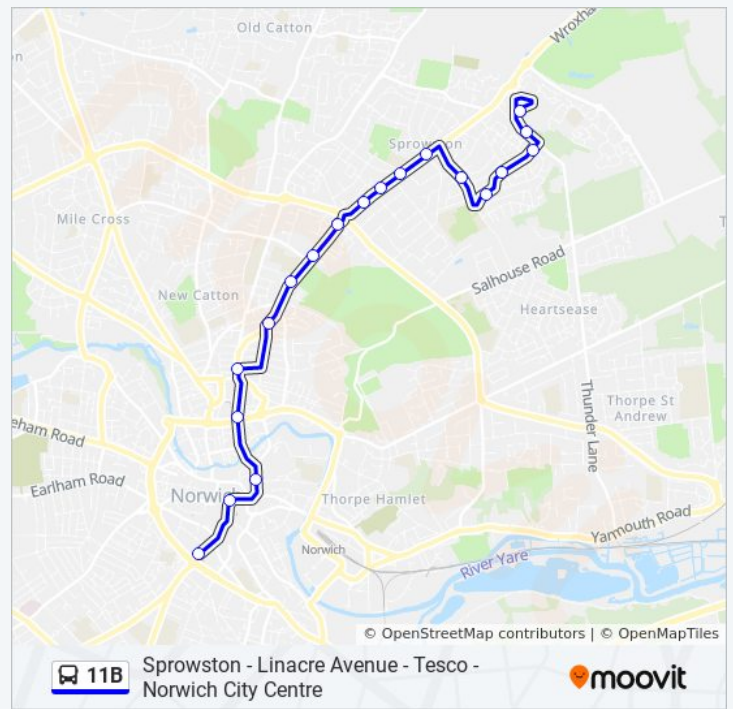 Old Catton
Wroxha
on
Sprowston
Mile Cross
Salhouse Road
New Catton
Heartsease
Thunder Lane
Thorpe St
Andrew
eham Road
Earlham Road
Norwich
Thorpe Hamlet
Yarmouth Road
Norwich
River Yare
T
© OpenStreetMap contributors | © OpenMapTiles
11B
Sprowston - Linacre Avenue - Tesco -
Norwich City Centre
moovit